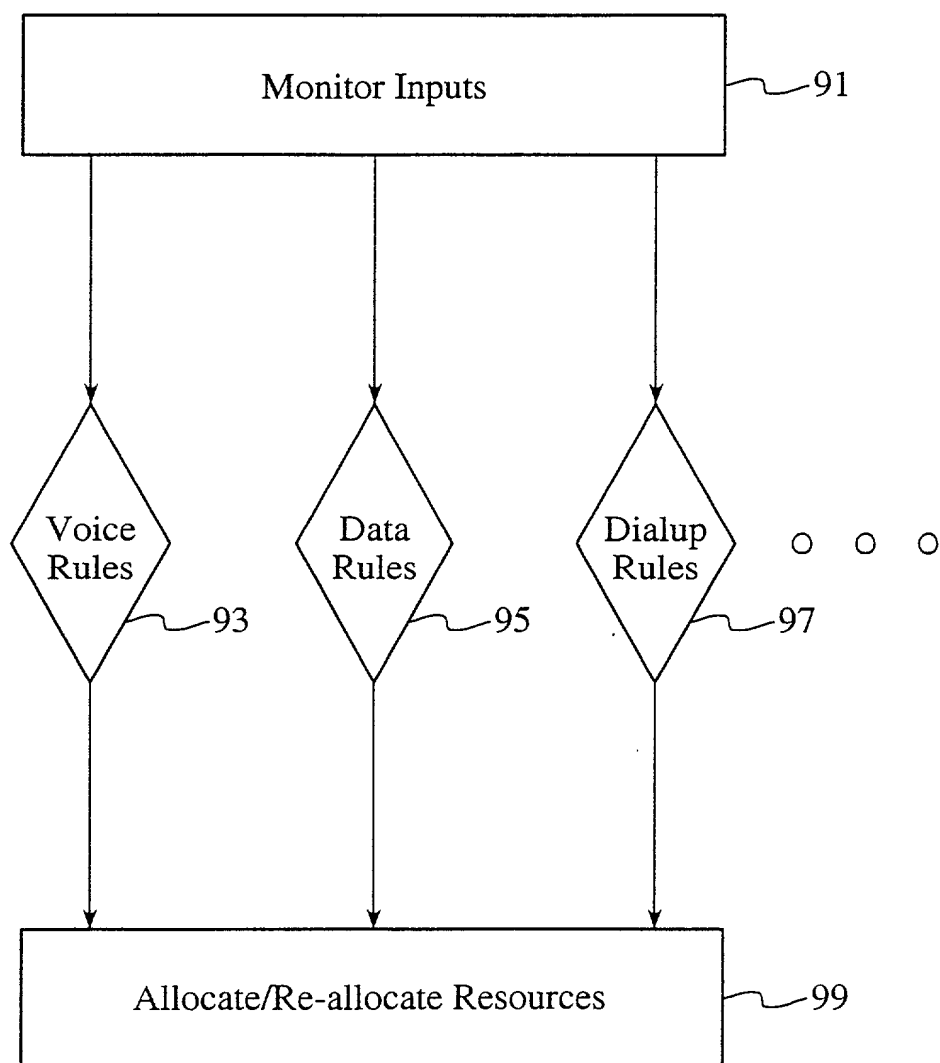 Monitor Inputs
91
Voice
Rules
93
Data
Rules
95
Dialup
Rules
97
Allocate/Re-allocate Resources
99